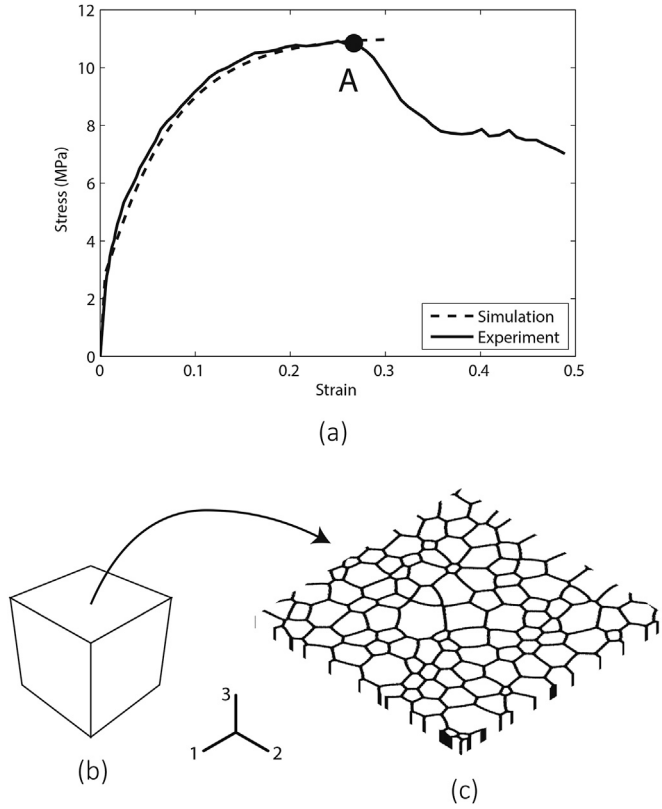 12
10
8
6
4
2
0
Stress (MPa)
A
Simulation
Experiment
0 0.1 0.2 0.3 0.4 0.5
Strain
(a)
3
1 2
(b)
(c)